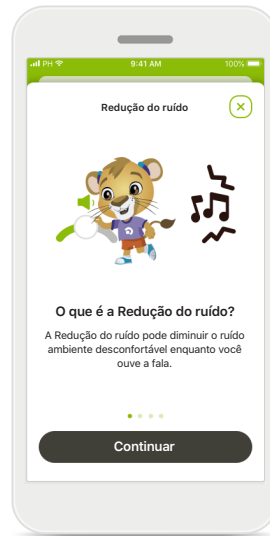 PH 9:41 AM 100%
Redução do ruído
O que é a Redução do ruído?
A Redução do ruído pode diminuir o ruído
ambiente desconfortável enquanto você
ouve a fala.
Continuar